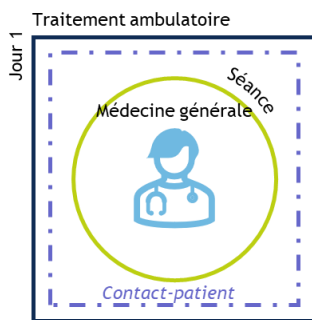 Traitement ambulatoire
Jour 1
Séance
Médecine générale
Contact-patient